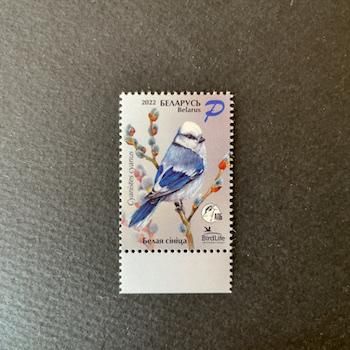 2022 БЕЛАРУСЬ
Belarus
P
Cyanistes cyanus
Белая сініца
BirdLife